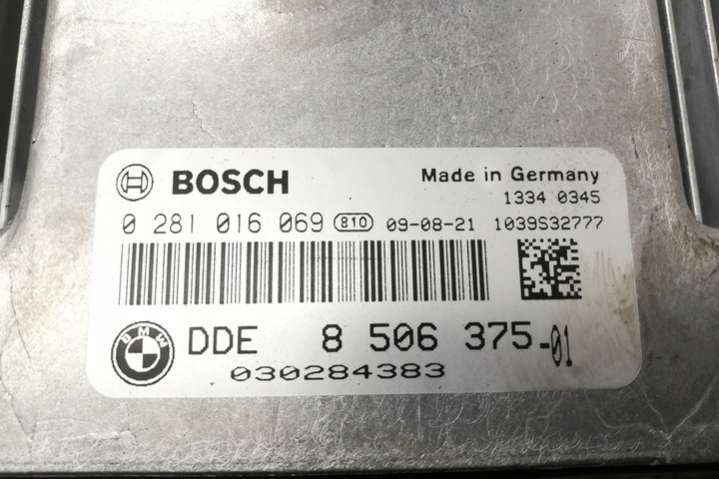 BOSCH Made in Germany
1334 0345
0 281 016 069 810 09-08-21 1039S32777
BMW DDE 8 506 375-01
030284383